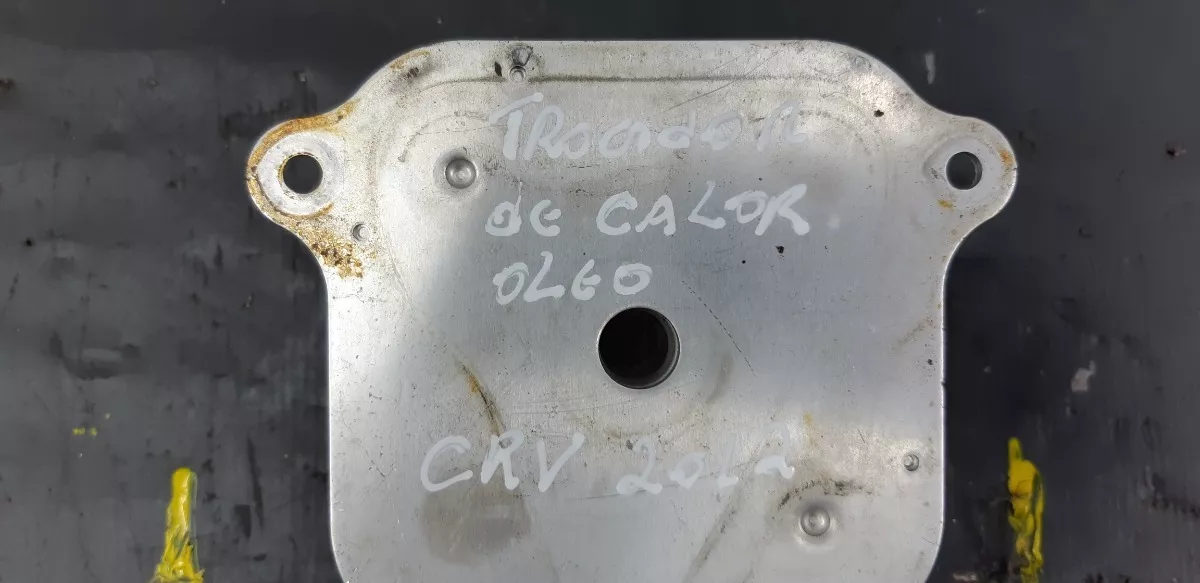 TROCADOR
de CALOR
OLEO
CRV 2012